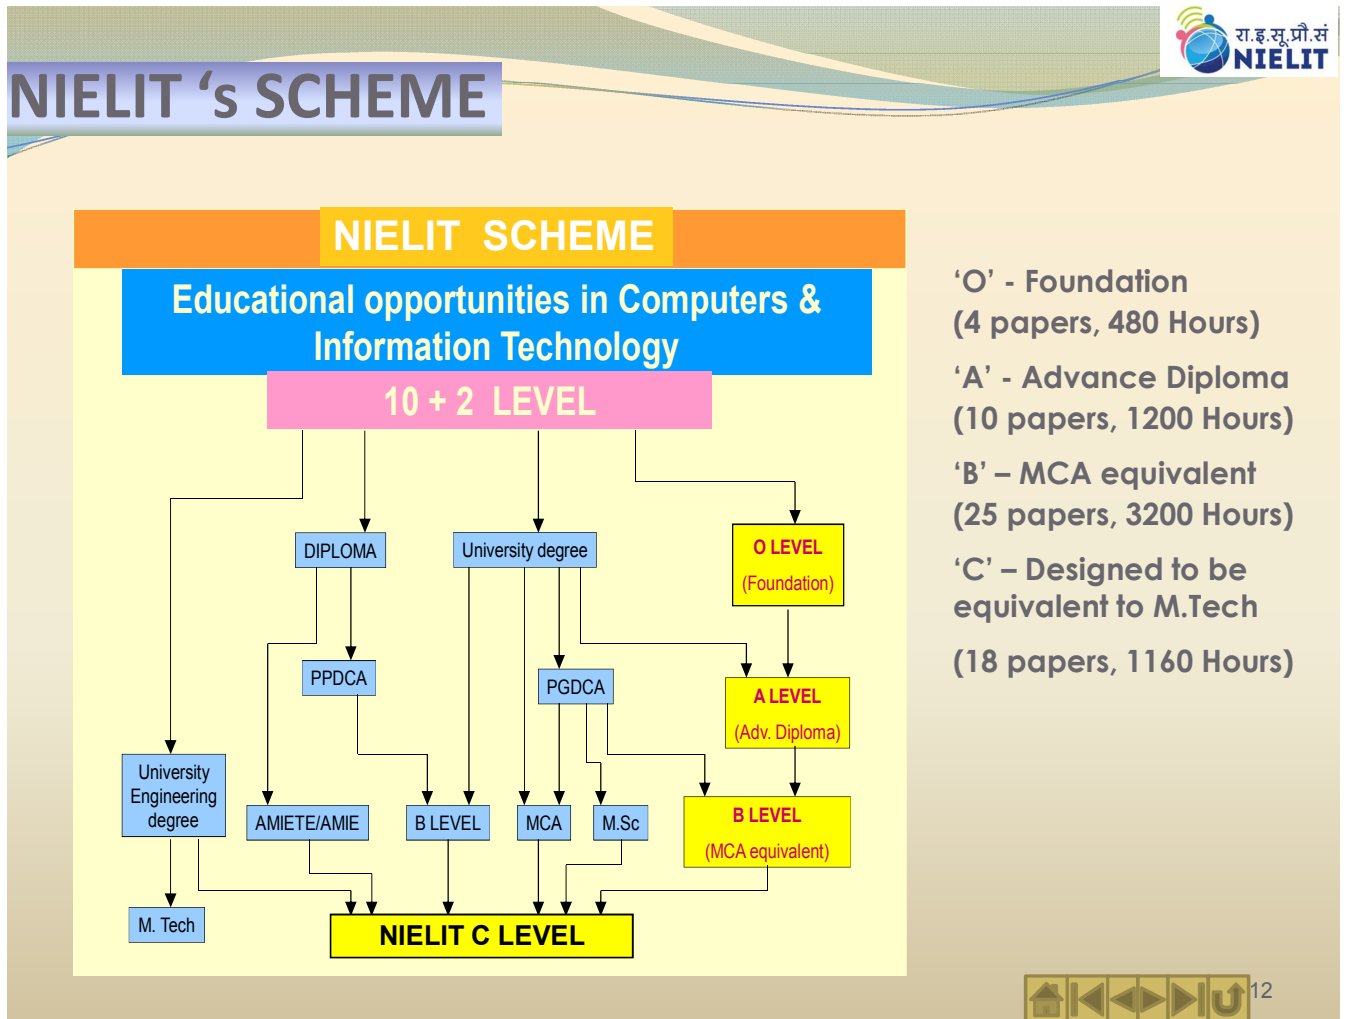 रा.इ.सू.प्रौ.सं
NIELIT
NIELIT ‘s SCHEME
NIELIT SCHEME
Educational opportunities in Computers &
Information Technology
10 + 2 LEVEL
DIPLOMA
University degree
O LEVEL
(Foundation)
PPDCA
PGDCA
A LEVEL
(Adv. Diploma)
University
Engineering
degree
AMIETE/AMIE
B LEVEL
MCA
M.Sc
B LEVEL
(MCA equivalent)
M. Tech
NIELIT C LEVEL
‘O’ - Foundation
(4 papers, 480 Hours)
‘A’ - Advance Diploma
(10 papers, 1200 Hours)
‘B’ – MCA equivalent
(25 papers, 3200 Hours)
‘C’ – Designed to be
equivalent to M.Tech
(18 papers, 1160 Hours)
12